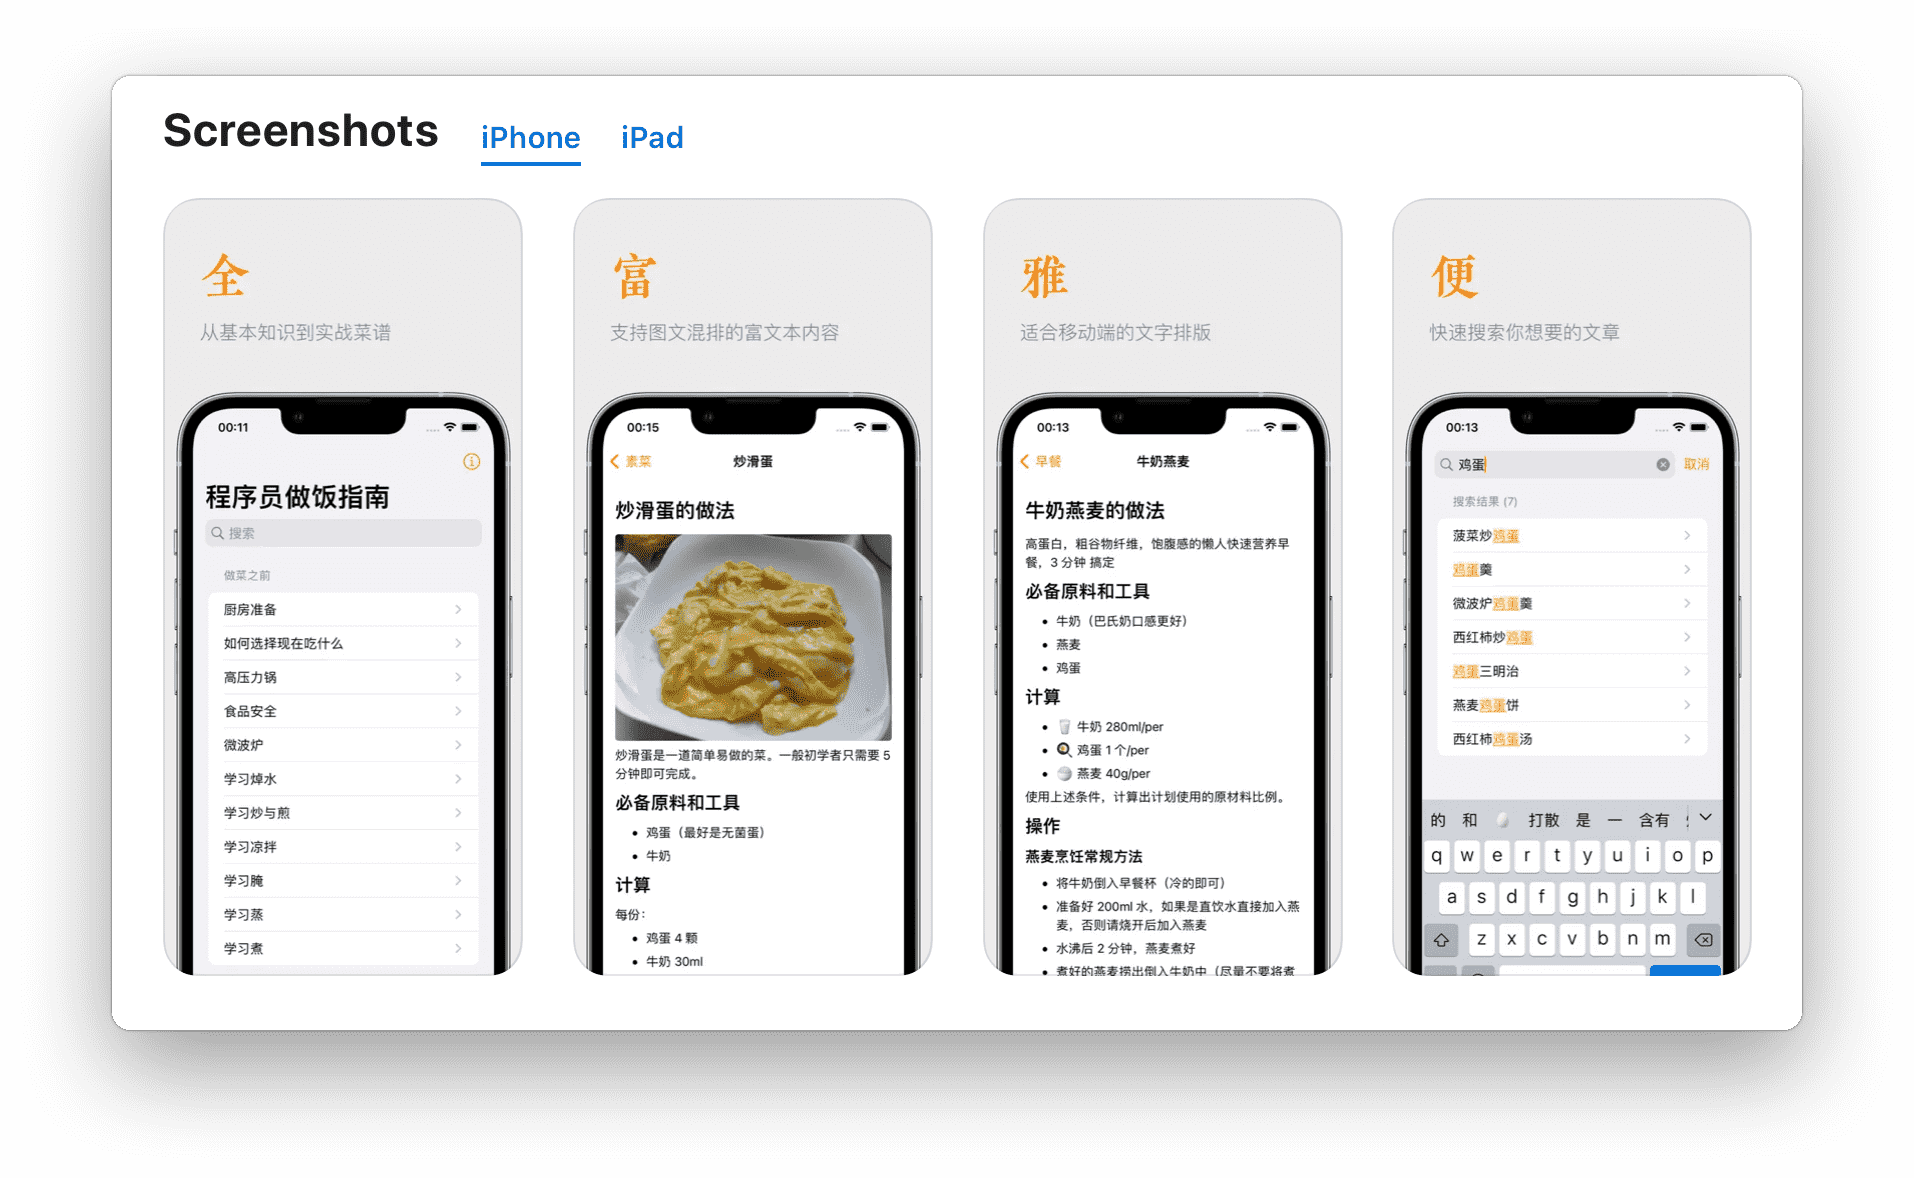 Screenshots
iPhone
iPad
全
从基本知识到实战菜谱
00:11
程序员做饭指南
搜索
做菜之前
厨房准备
如何选择现在吃什么
高压力锅
食品安全
微波炉
学习焯水
学习炒与煎
学习凉拌
学习腌
学习蒸
学习煮
富
支持图文混排的富文本内容
00:15
素菜
炒滑蛋
炒滑蛋的做法
炒滑蛋是一道简单易做的菜。一般初学者只需要 5
分钟即可完成。
必备原料和工具
鸡蛋（最好是无菌蛋）
牛奶
计算
每份：
鸡蛋 4 颗
牛奶 30ml
雅
适合移动端的文字排版
00:13
早餐
牛奶燕麦
牛奶燕麦的做法
高蛋白，粗谷物纤维，饱腹感的懒人快速营养早
餐，3 分钟 搞定
必备原料和工具
牛奶（巴氏奶口感更好）
燕麦
鸡蛋
计算
🥛 牛奶 280ml/per
🍳 鸡蛋 1 个/per
🥣 燕麦 40g/per
使用上述条件，计算出计划使用的原材料比例。
操作
燕麦烹饪常规方法
将牛奶倒入早餐杯（冷的即可）
准备好 200ml 水，如果是直饮水直接加入燕
麦，否则请烧开后加入燕麦
水沸后 2 分钟，燕麦煮好
煮好的燕麦捞出倒入牛奶中（尽量不要将煮
便
快速搜索你想要的文章
00:13
鸡蛋
取消
搜索结果 (7)
菠菜炒鸡蛋
鸡蛋羹
微波炉鸡蛋羹
西红柿炒鸡蛋
鸡蛋三明治
燕麦鸡蛋饼
西红柿鸡蛋汤
的 和 🥚 打散 是 一 含有
q w e r t y u i o p
a s d f g h j k l
z x c v b n m